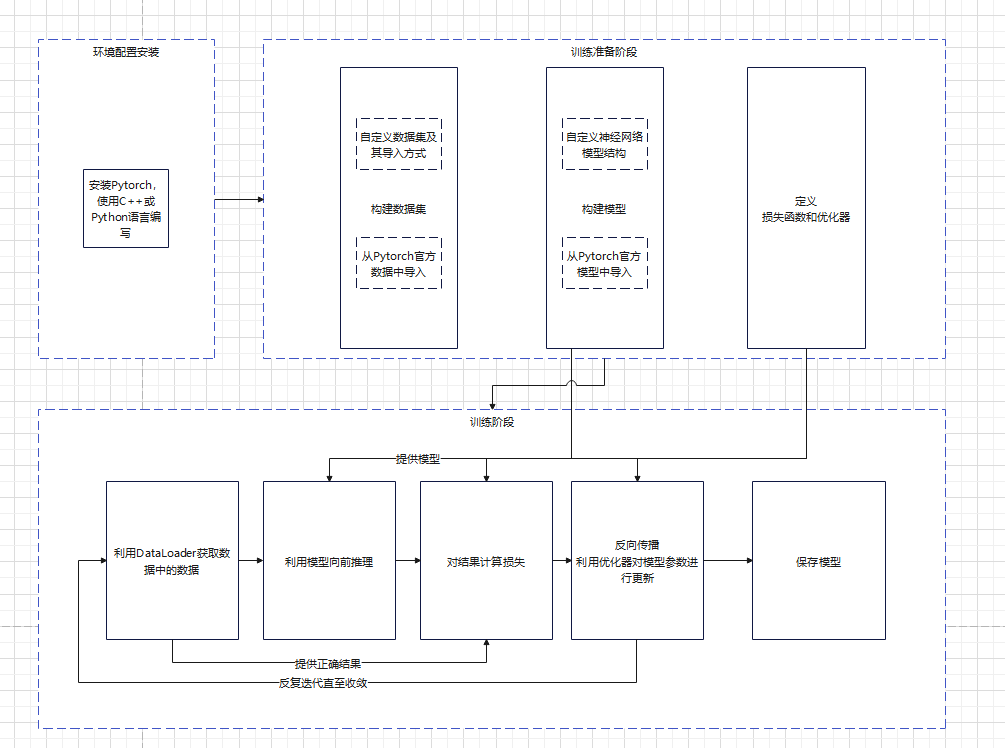 环境配置安装
训练准备阶段
安装Pytorch，
使用C++或
Python语言编
写
自定义数据集及
其导入方式
构建数据集
从Pytorch官方
数据中导入
自定义神经网络
模型结构
构建模型
从Pytorch官方
模型中导入
定义
损失函数和优化器
训练阶段
提供模型
利用DataLoader获取数
据中的数据
利用模型向前推理
对结果计算损失
反向传播
利用优化器对模型参数进
行更新
保存模型
提供正确结果
反复迭代直至收敛